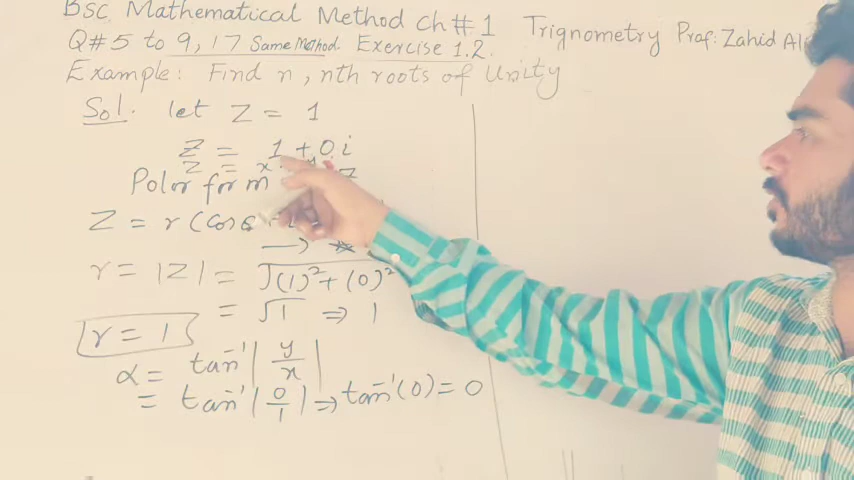 Bsc Mathematical Method Ch # 1 Trignometry Prof: Zahid Al
Q# 5 to 9, 17 Same Method. Exercise 1.2.
Example: Find n, nth roots of Unity
Sol. let Z = 1
Z = 1 + 0 i
Z = x
Polar form
Z = r (Cos
r = |Z| = √(1)² + (0)²
= √1 ⇒ 1
r = 1
α = tan⁻¹ | y/x |
= tan⁻¹ | 0/1 | ⇒ tan⁻¹(0) = 0